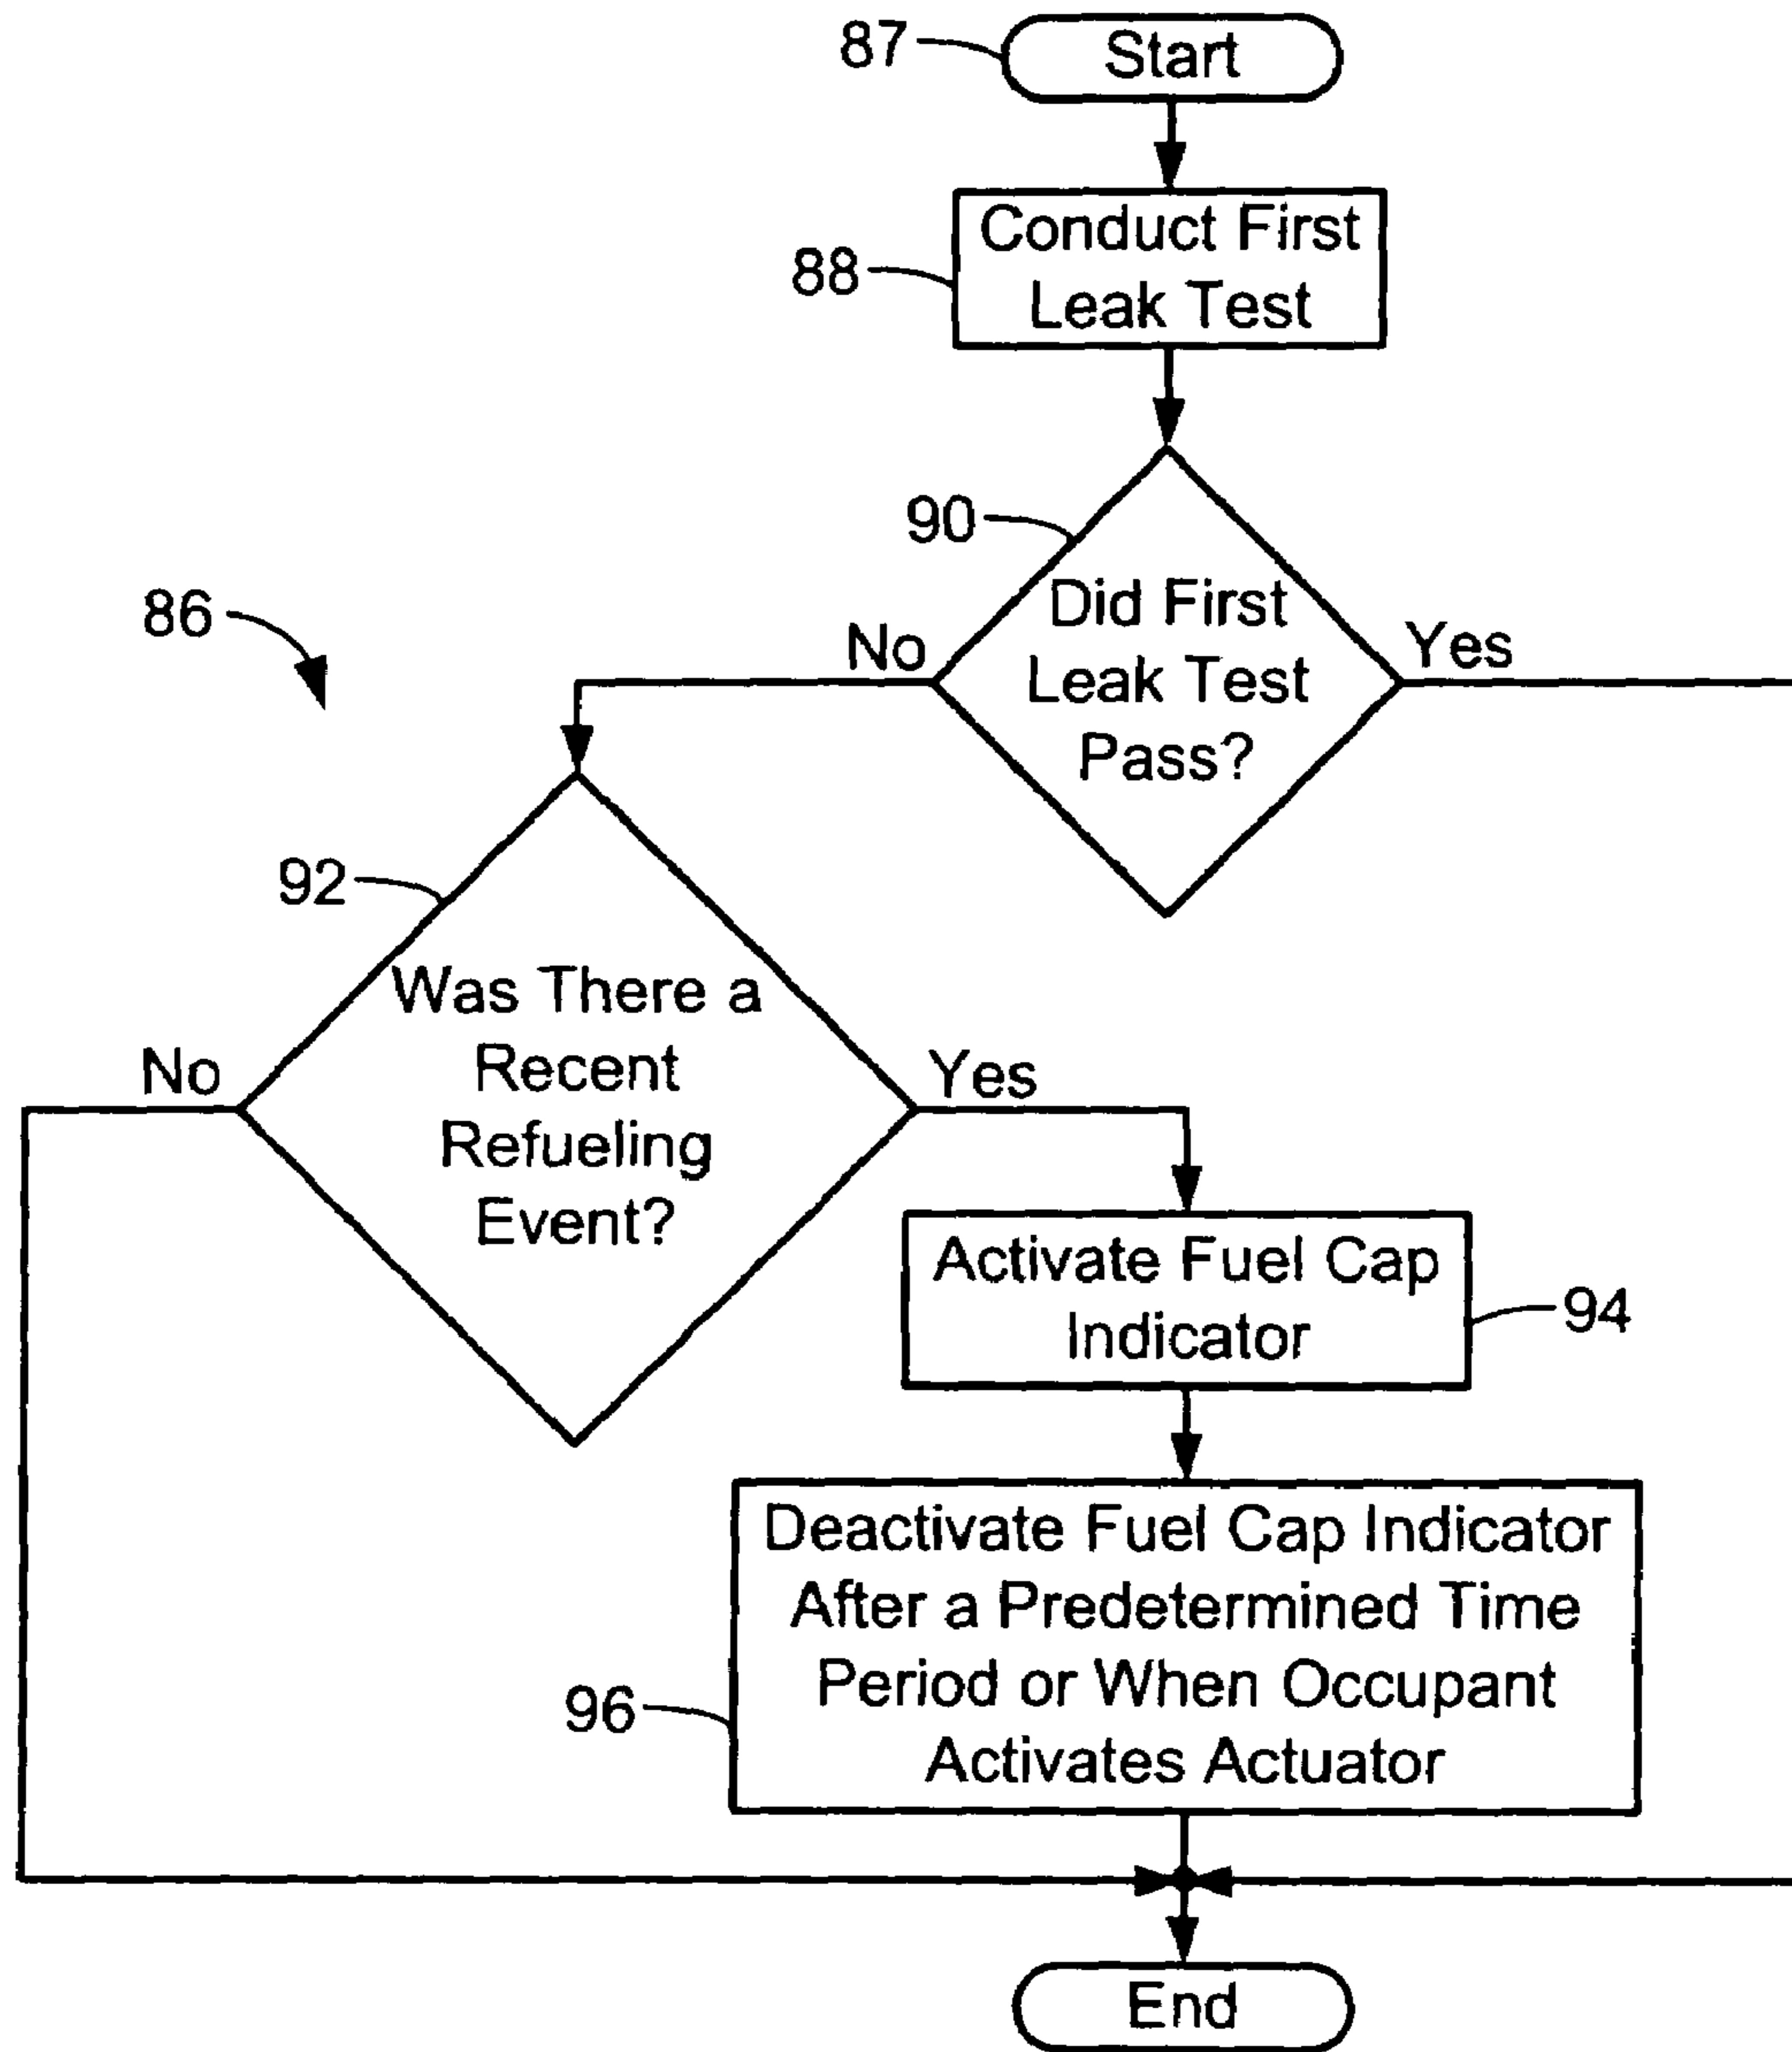 87
Start
88
Conduct First
Leak Test
90
Did First
Leak Test
Pass?
No
Yes
86
92
Was There a
Recent
Refueling
Event?
No
Yes
Activate Fuel Cap
Indicator
94
Deactivate Fuel Cap Indicator
After a Predetermined Time
Period or When Occupant
Activates Actuator
96
End